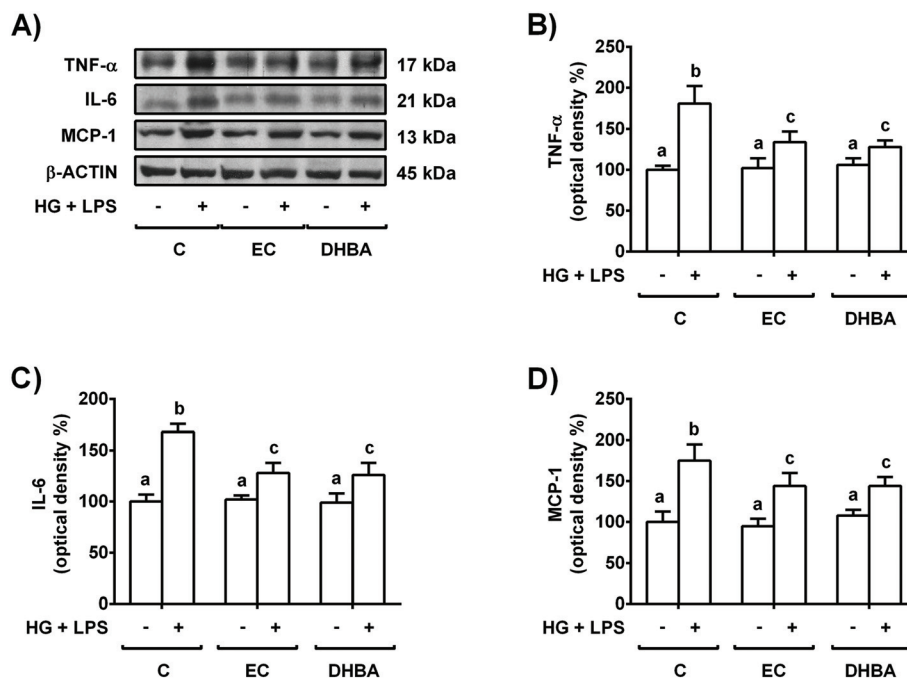 A)
TNF-α 17 kDa
IL-6 21 kDa
MCP-1 13 kDa
β-ACTIN 45 kDa
HG + LPS - + - + - +
C EC DHBA
B)
TNF-α
(optical density %)
250
200
150
100
50
0
a b a c a c
HG + LPS - + - + - +
C EC DHBA
C)
IL-6
(optical density %)
200
150
100
50
0
a b a c a c
HG + LPS - + - + - +
C EC DHBA
D)
MCP-1
(optical density %)
250
200
150
100
50
0
a b a c a c
HG + LPS - + - + - +
C EC DHBA